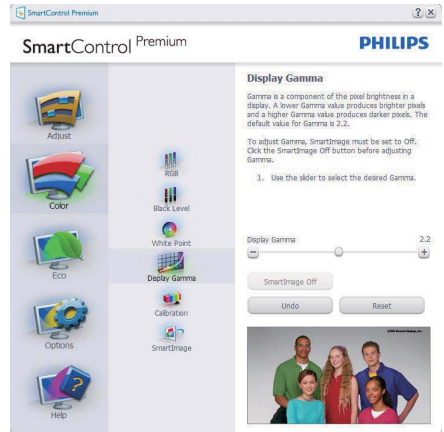 SmartControl Premium
SmartControl Premium
PHILIPS
Adjust
Color
Eco
Options
Help
RGB
Black Level
White Point
Display Gamma
Calibration
SmartImage
Display Gamma
Gamma is a component of the pixel brightness in a
display. A lower Gamma value produces brighter pixels
and a higher Gamma value produces darker pixels. The
default value for Gamma is 2.2.
To adjust Gamma, SmartImage must be set to Off.
Click the SmartImage Off button before adjusting
Gamma.
1. Use the slider to select the desired Gamma.
Display Gamma 2.2
SmartImage Off
Undo Reset